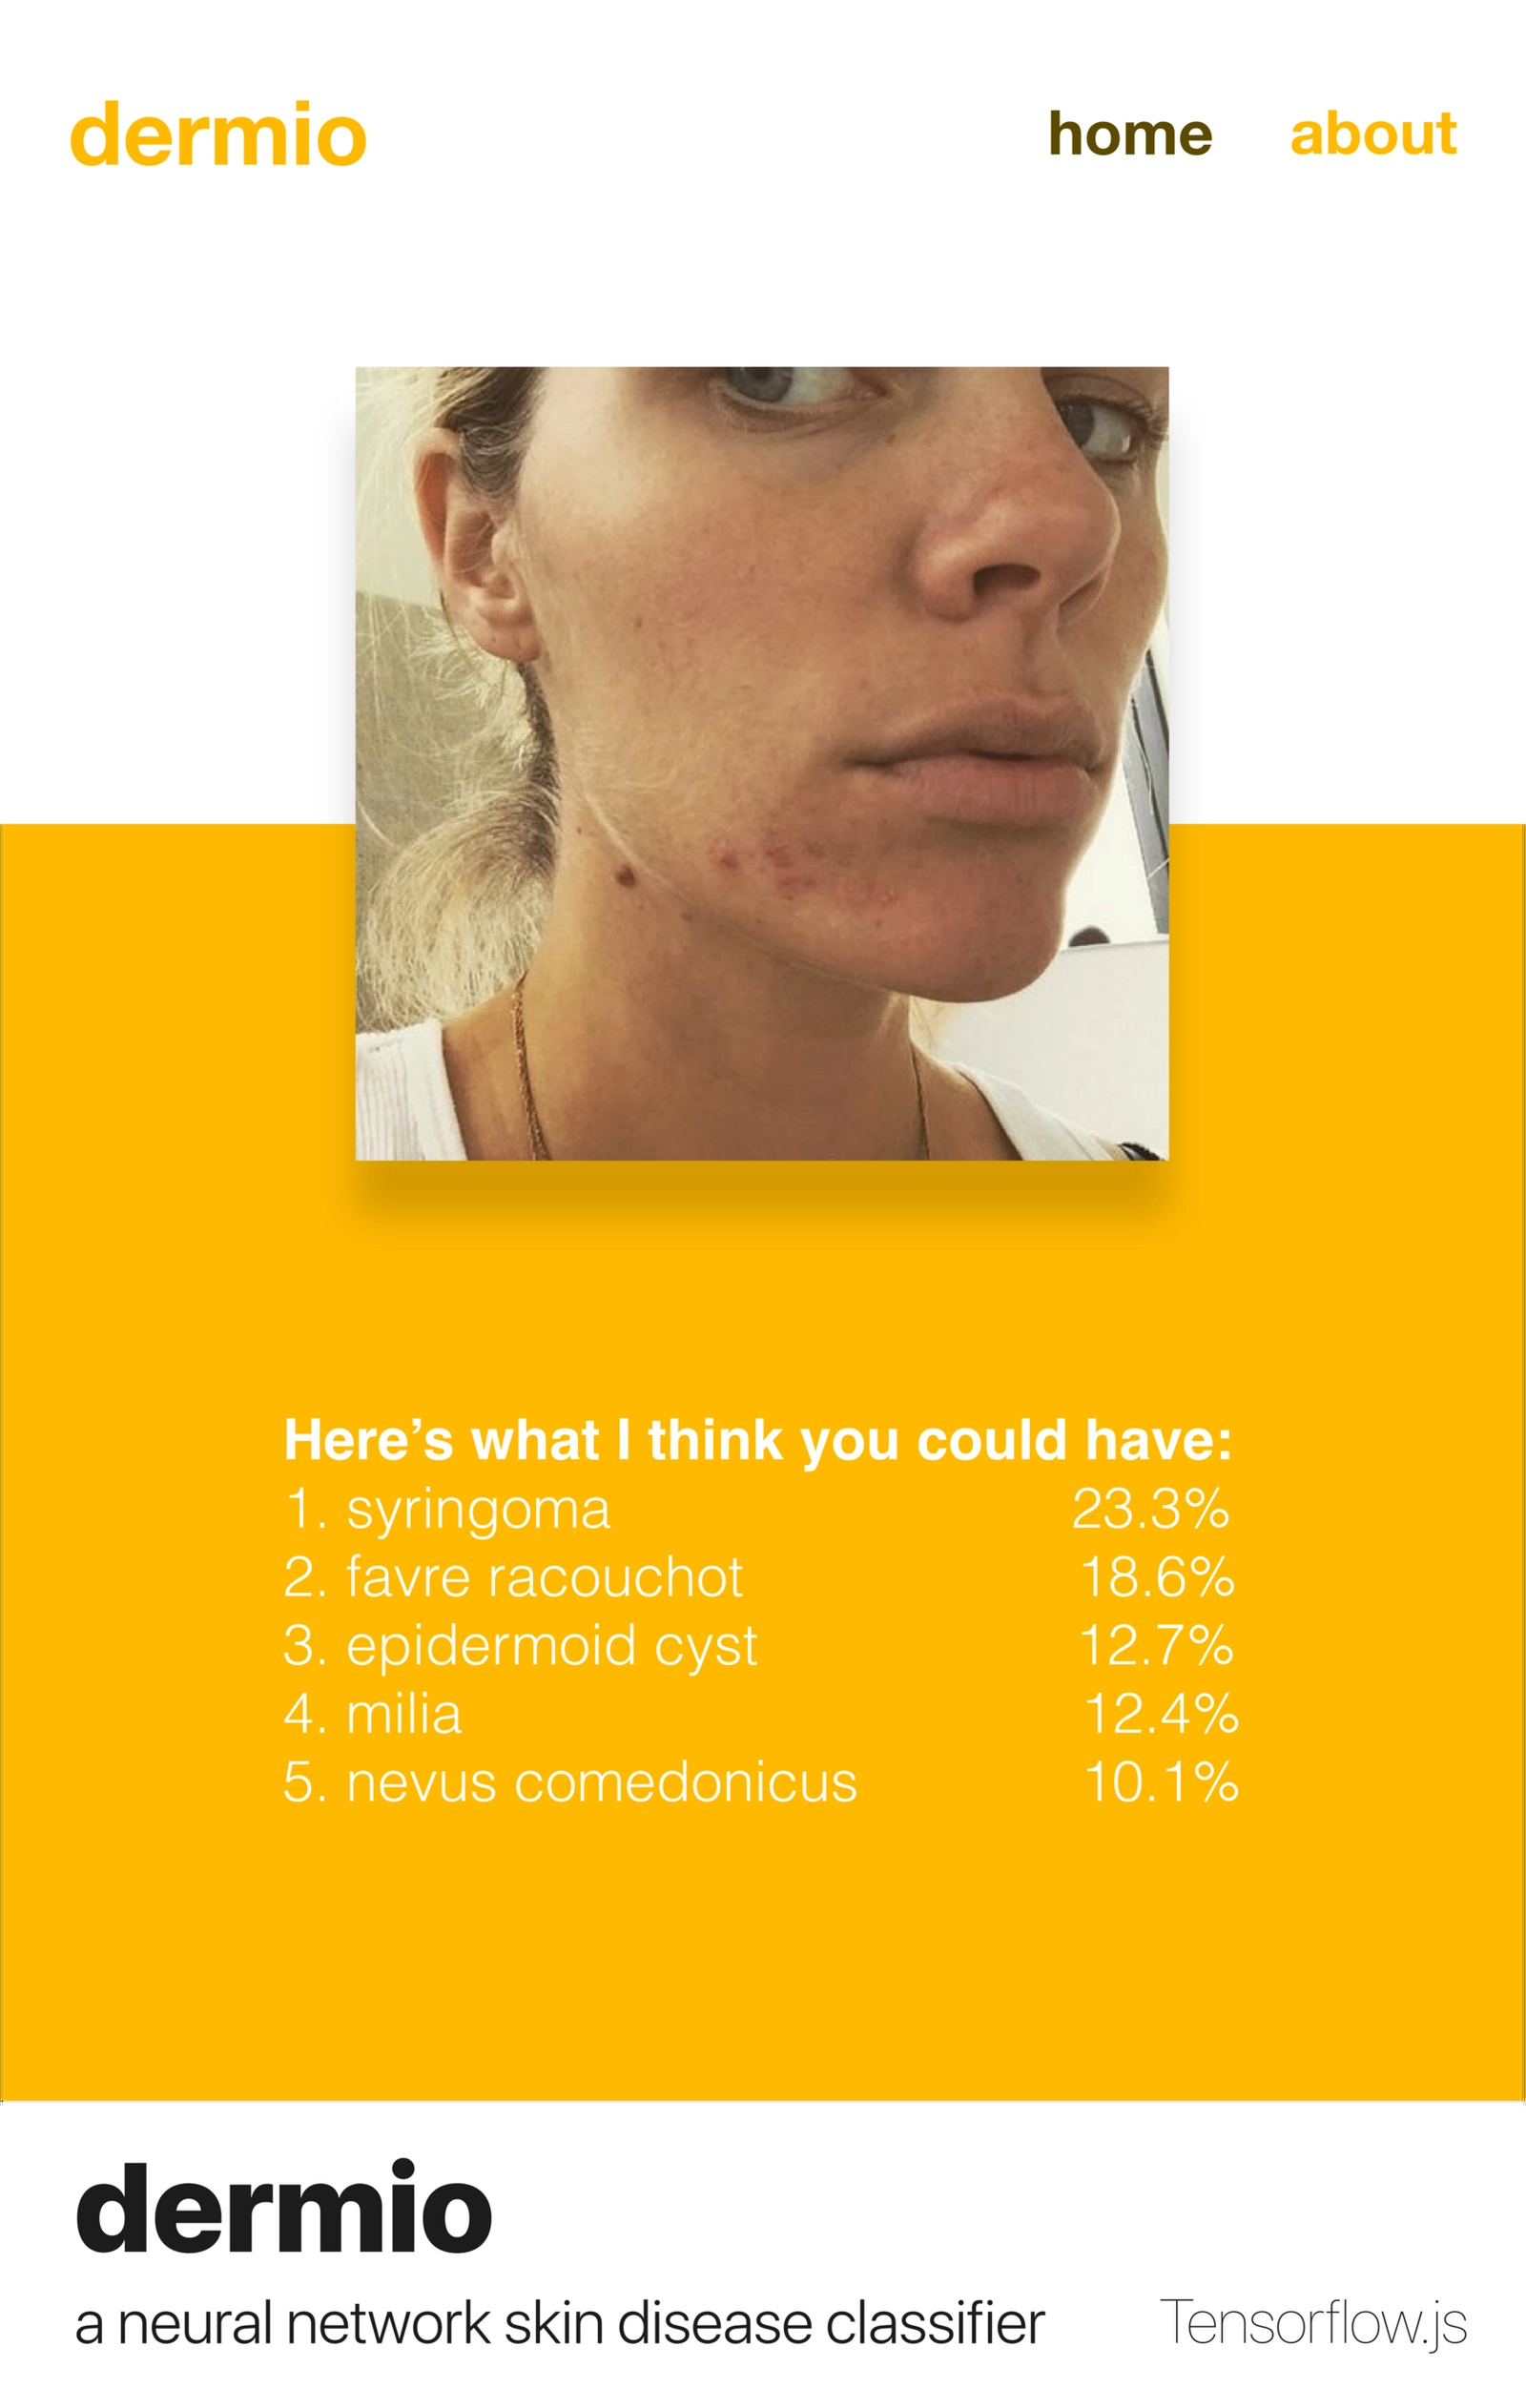 dermio home about
Here’s what I think you could have:
1. syringoma 23.3%
2. favre racouchot 18.6%
3. epidermoid cyst 12.7%
4. milia 12.4%
5. nevus comedonicus 10.1%
dermio
a neural network skin disease classifier Tensorflow.js